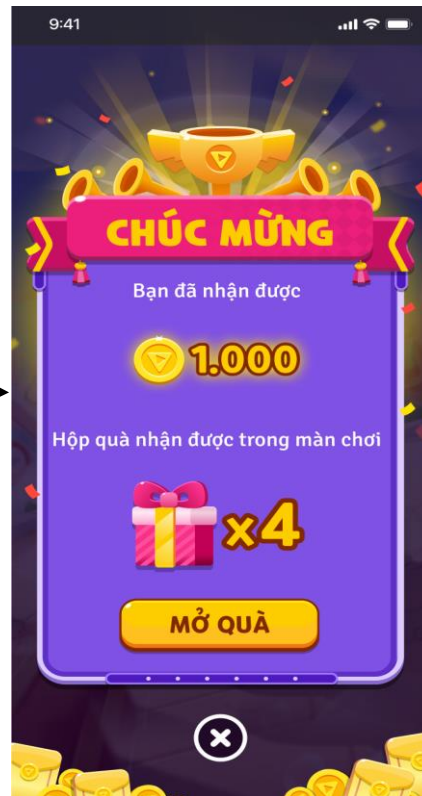 9:41
CHÚC MỪNG
Bạn đã nhận được
1.000
Hộp quà nhận được trong màn chơi
x4
MỞ QUÀ